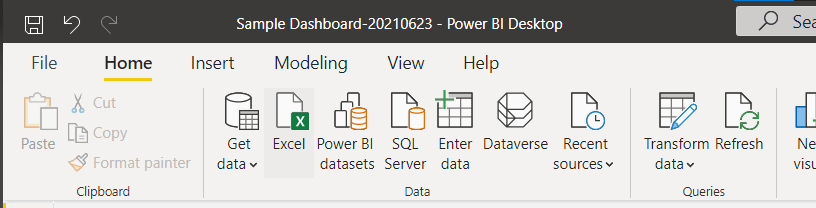 Sample Dashboard-20210623 - Power BI Desktop
Sea
File Home Insert Modeling View Help
Paste
Cut
Copy
Format painter
Clipboard
Get data
Excel
Power BI datasets
SQL Server
Enter data
Dataverse
Recent sources
Data
Transform data
Refresh
Queries
Ne
visu